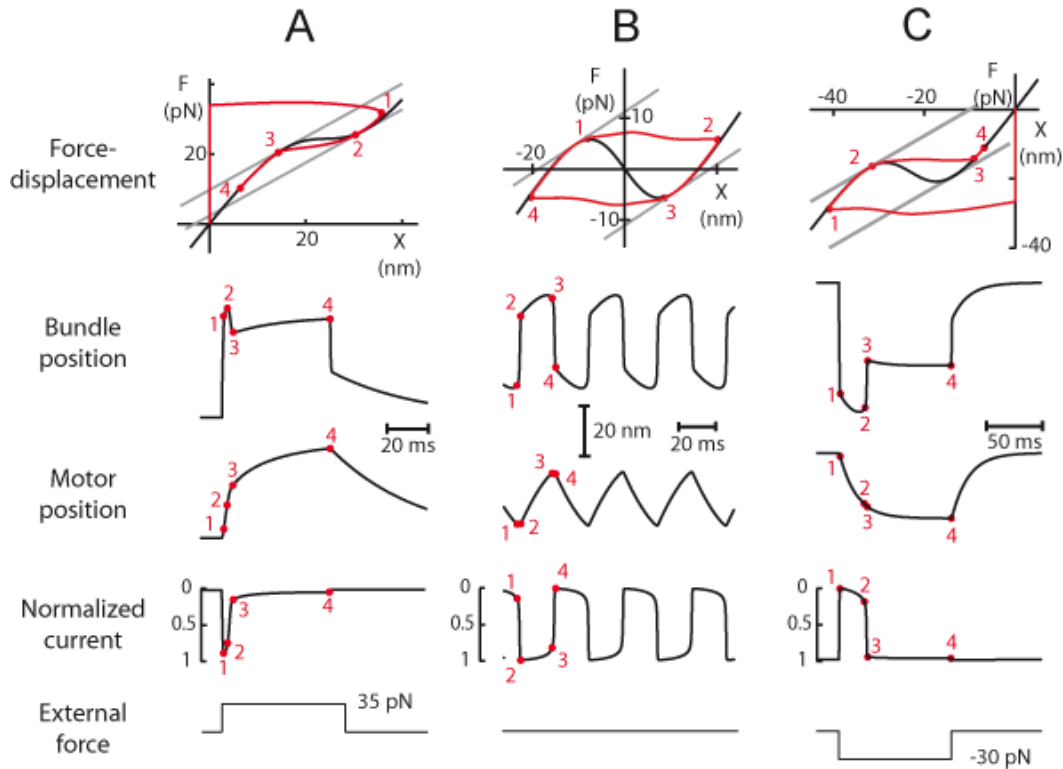 A B C
F
(pN)
1
20
3
2
4
20
X
(nm)
F
(pN)
10
1
2
-20
X
(nm)
4
3
-10
-40
-20
F
(pN)
X
(nm)
4
2
3
1
-40
Force-
displacement
Bundle
position
2
1
3
4
20 ms
3
2
4
1
20 nm
20 ms
1
2
3
4
50 ms
Motor
position
4
3
2
1
3
4
1
2
1
2
3
4
Normalized
current
0
0.5
1
3
4
2
1
0
0.5
1
1
4
2
3
0
0.5
1
1
2
3
4
External
force
35 pN
-30 pN